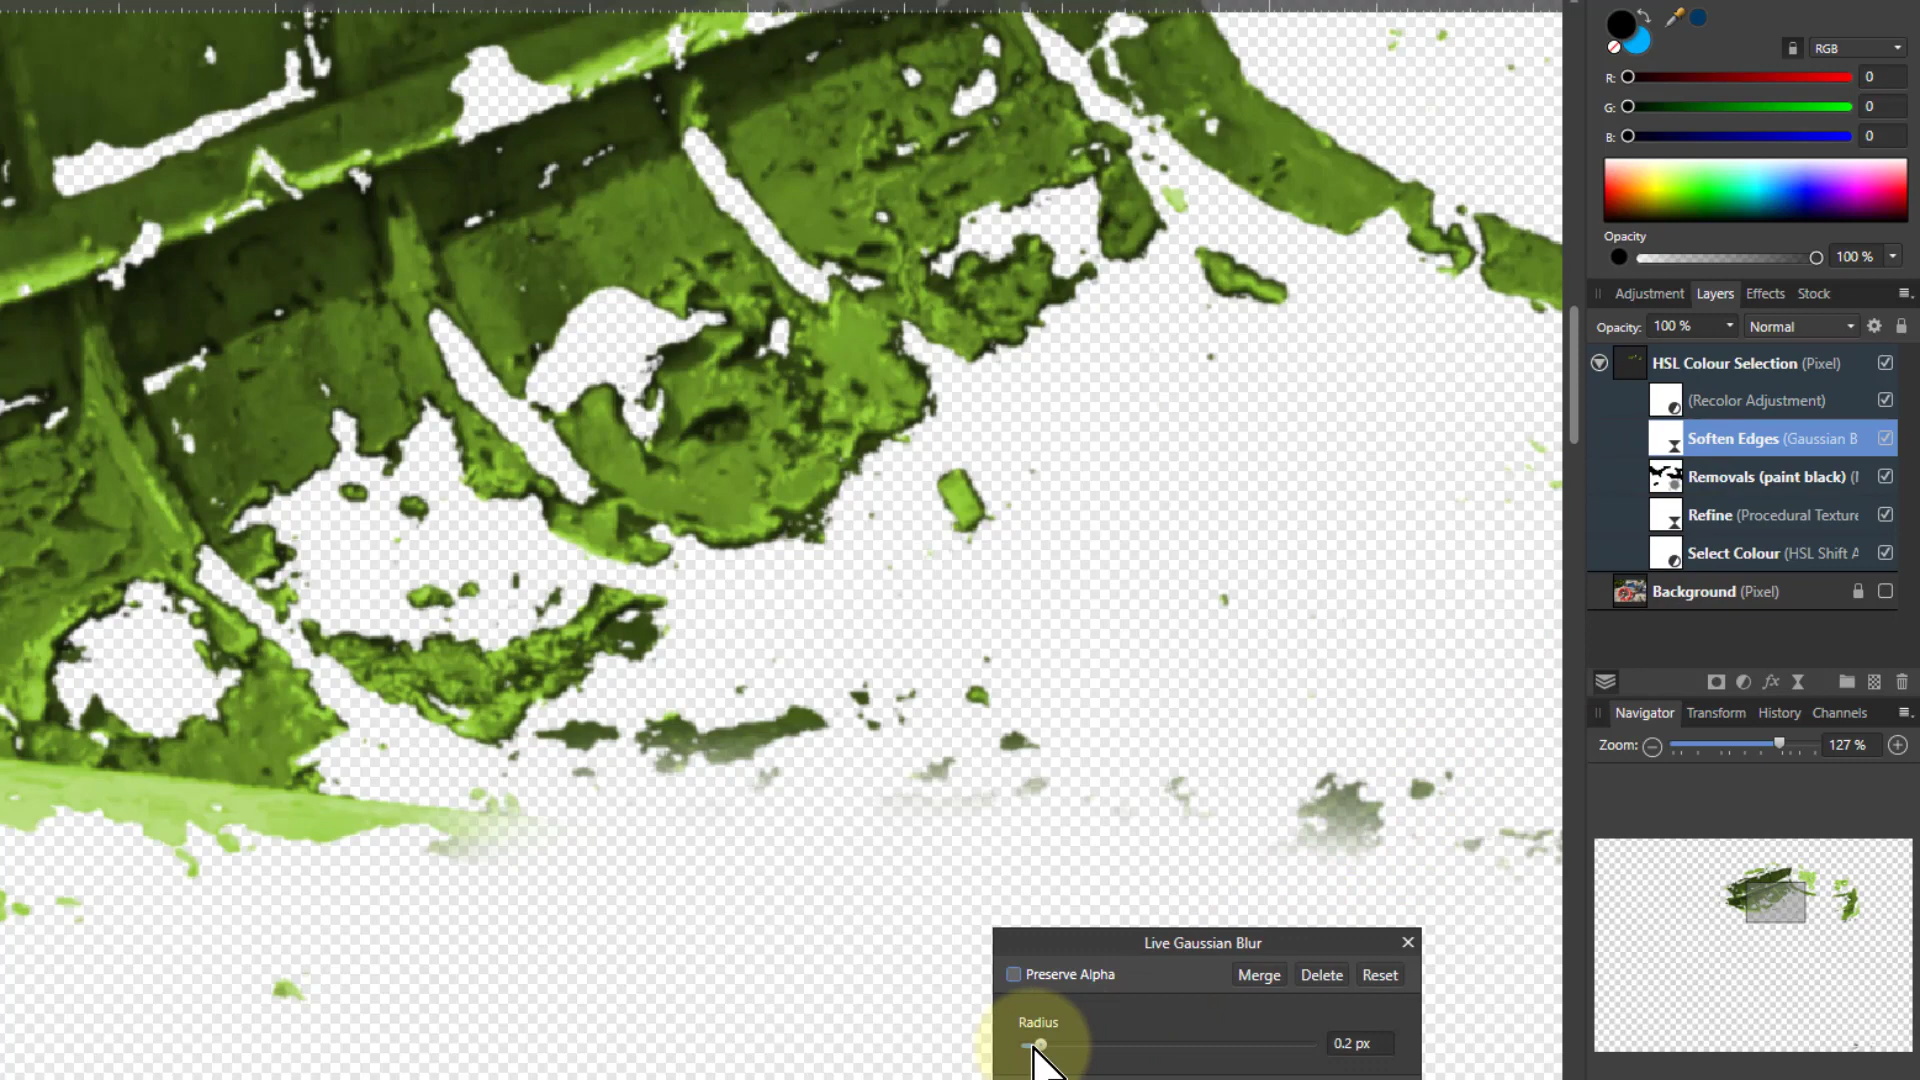 RGB
R: 0
G: 0
B: 0
Opacity
100 %
Adjustment Layers Effects Stock
Opacity: 100 % Normal
HSL Colour Selection (Pixel)
(Recolor Adjustment)
Soften Edges (Gaussian B
Removals (paint black) (
Refine (Procedural Texture
Select Colour (HSL Shift A
Background (Pixel)
fx
Navigator Transform History Channels
Zoom: 127 %
Live Gaussian Blur
Preserve Alpha Merge Delete Reset
Radius
0.2 px